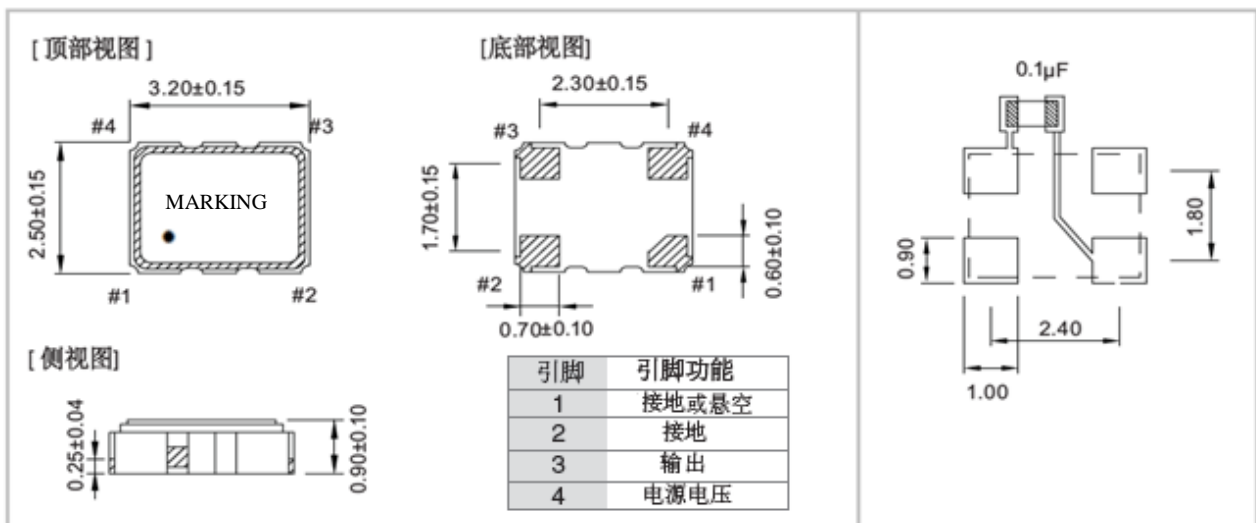 [顶部视图]
3.20±0.15
#4
#3
2.50±0.15
MARKING
#1
#2
[底部视图]
2.30±0.15
#3
#4
1.70±0.15
0.60±0.10
#2
#1
0.70±0.10
[侧视图]
0.25±0.04
0.90±0.10
引脚 引脚功能
1 接地或悬空
2 接地
3 输出
4 电源电压
0.1µF
1.80
0.90
2.40
1.00